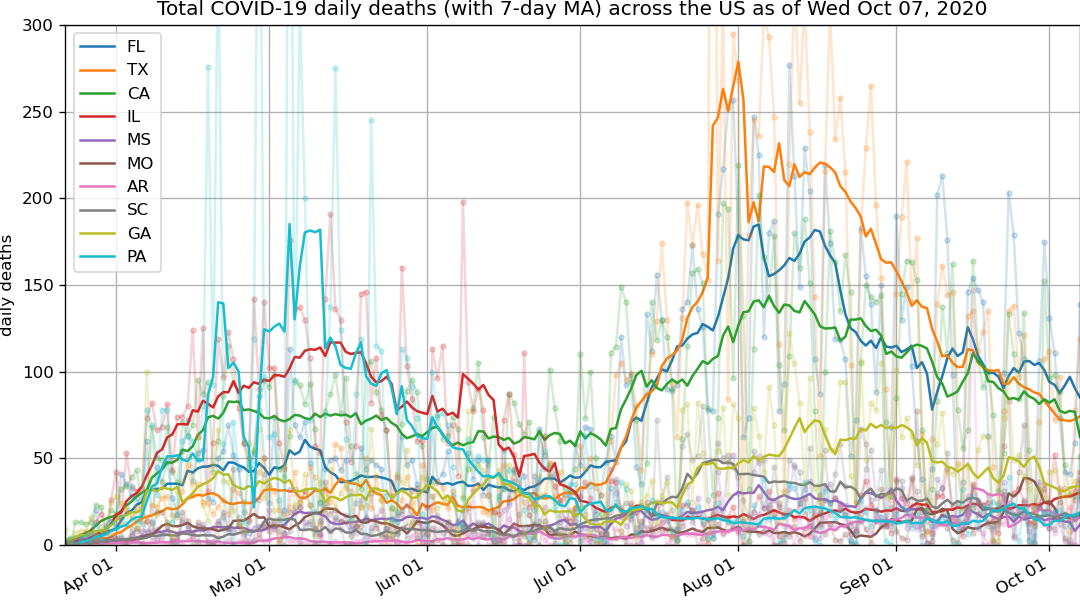 Total COVID-19 daily deaths (with 7-day MA) across the US as of Wed Oct 07, 2020
300
250
200
150
100
50
0
daily deaths
FL
TX
CA
IL
MS
MO
AR
SC
GA
PA
Apr 01
May 01
Jun 01
Jul 01
Aug 01
Sep 01
Oct 01